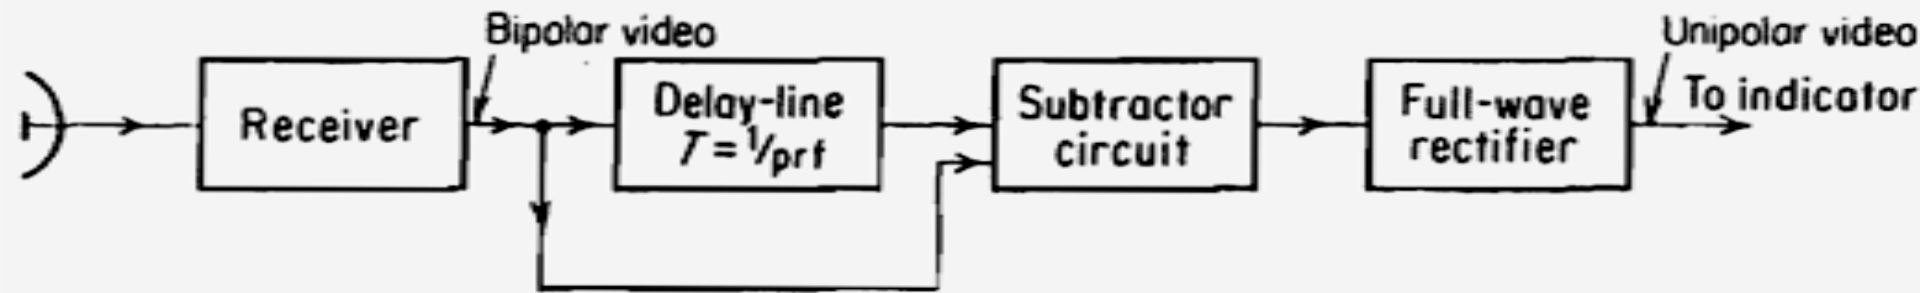 Bipolar video
Receiver
Delay-line
T = 1/prf
Subtractor
circuit
Full-wave
rectifier
Unipolar video
To indicator